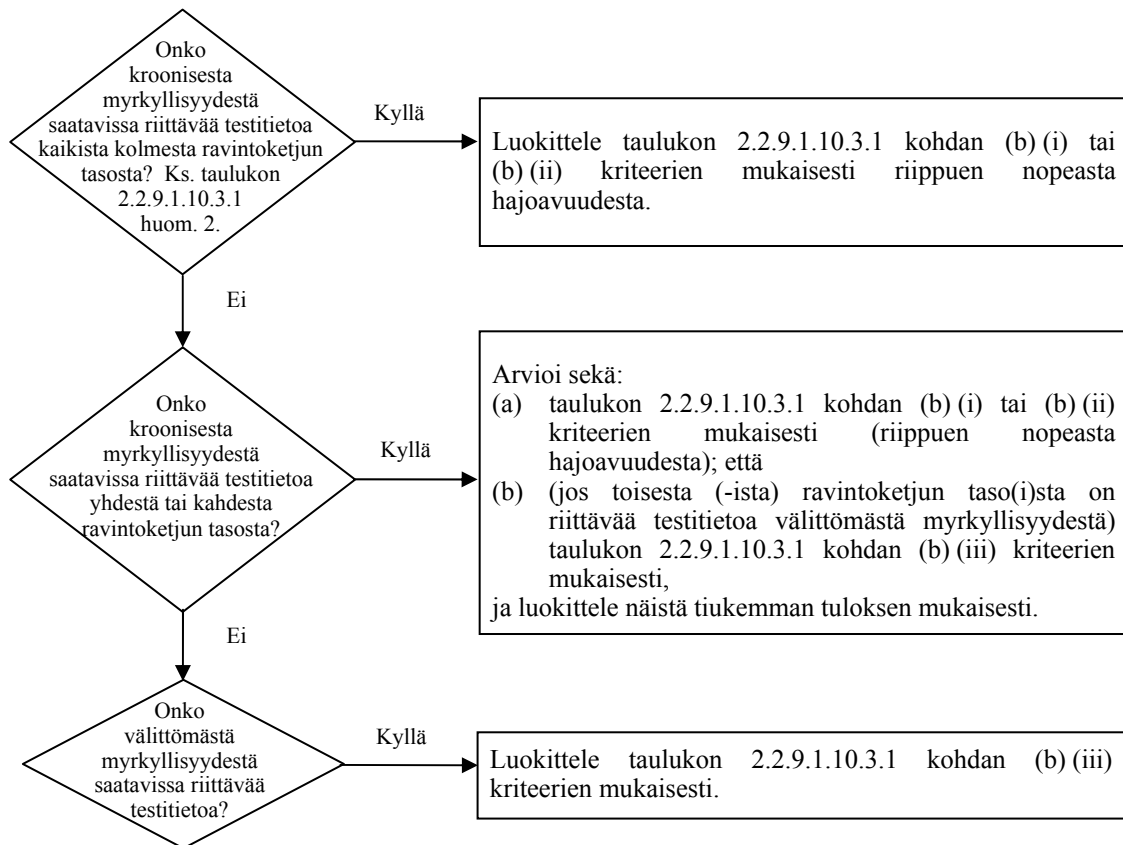 Onko
kroonisesta
myrkyllisyydestä
saatavissa riittävää testitietoa
kaikista kolmesta ravintoketjun
tasosta? Ks. taulukon
2.2.9.1.10.3.1
huom. 2.
Kyllä
Luokittele taulukon 2.2.9.1.10.3.1 kohdan (b) (i) tai
(b) (ii) kriteerien mukaisesti riippuen nopeasta
hajoavuudesta.
Ei
Onko
kroonisesta
myrkyllisyydestä
saatavissa riittävää testitietoa
yhdestä tai kahdesta
ravintoketjun tasosta?
Kyllä
Arvioi sekä:
(a) taulukon 2.2.9.1.10.3.1 kohdan (b) (i) tai (b) (ii)
kriteerien mukaisesti (riippuen nopeasta
hajoavuudesta); että
(b) (jos toisesta (-ista) ravintoketjun taso(i)sta on
riittävää testitietoa välittömästä myrkyllisyydestä)
taulukon 2.2.9.1.10.3.1 kohdan (b) (iii) kriteerien
mukaisesti,
ja luokittele näistä tiukemman tuloksen mukaisesti.
Ei
Onko
välittömästä
myrkyllisyydestä
saatavissa riittävää
testitietoa?
Kyllä
Luokittele taulukon 2.2.9.1.10.3.1 kohdan (b) (iii)
kriteerien mukaisesti.